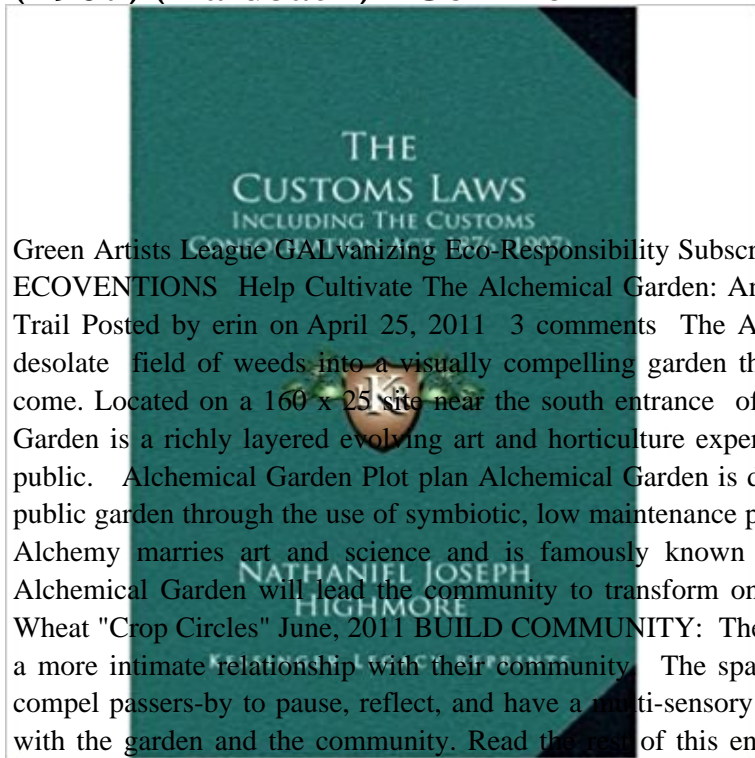 THE
CUSTOMS LAWS
INCLUDING THE CUSTOMS
Green Artists League GALvanizing Eco-Responsibility Subscr
ECOVENTIONS Help Cultivate The Alchemical Garden: An
Trail Posted by erin on April 25, 2011 3 comments The A
desolate field of weeds into a visually compelling garden th
come. Located on a 160 x 25 site near the south entrance of
Garden is a richly layered evolving art and horticulture exper
public. Alchemical Garden Plot plan Alchemical Garden is d
public garden through the use of symbiotic, low maintenance p
Alchemy marries art and science and is famously known
NATHANIEL JOSEPH
Alchemical Garden will lead the community to transform on
HIGHMORE
Wheat "Crop Circles" June, 2011 BUILD COMMUNITY: The
a more intimate relationship with their community. The spa
compel passers-by to pause, reflect, and have a multi-sensory
with the garden and the community. Read the rest of this en